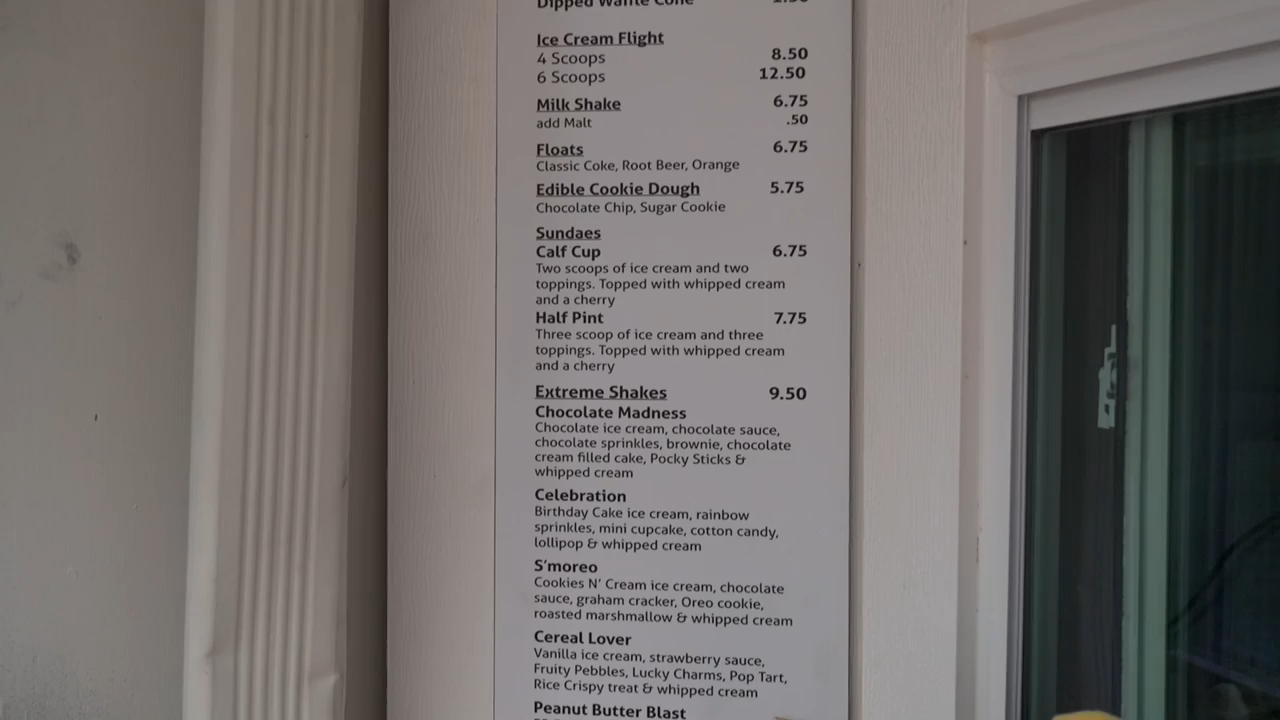 Dipped Waffle Cone 1.50
Ice Cream Flight
4 Scoops 8.50
6 Scoops 12.50
Milk Shake 6.75
add Malt .50
Floats 6.75
Classic Coke, Root Beer, Orange
Edible Cookie Dough 5.75
Chocolate Chip, Sugar Cookie
Sundaes
Calf Cup 6.75
Two scoops of ice cream and two
toppings. Topped with whipped cream
and a cherry
Half Pint 7.75
Three scoop of ice cream and three
toppings. Topped with whipped cream
and a cherry
Extreme Shakes 9.50
Chocolate Madness
Chocolate ice cream, chocolate sauce,
chocolate sprinkles, brownie, chocolate
cream filled cake, Pocky Sticks &
whipped cream
Celebration
Birthday Cake ice cream, rainbow
sprinkles, mini cupcake, cotton candy,
lollipop & whipped cream
S'moreo
Cookies N' Cream ice cream, chocolate
sauce, graham cracker, Oreo cookie,
roasted marshmallow & whipped cream
Cereal Lover
Vanilla ice cream, strawberry sauce,
Fruity Pebbles, Lucky Charms, Pop Tart,
Rice Crispy treat & whipped cream
Peanut Butter Blast